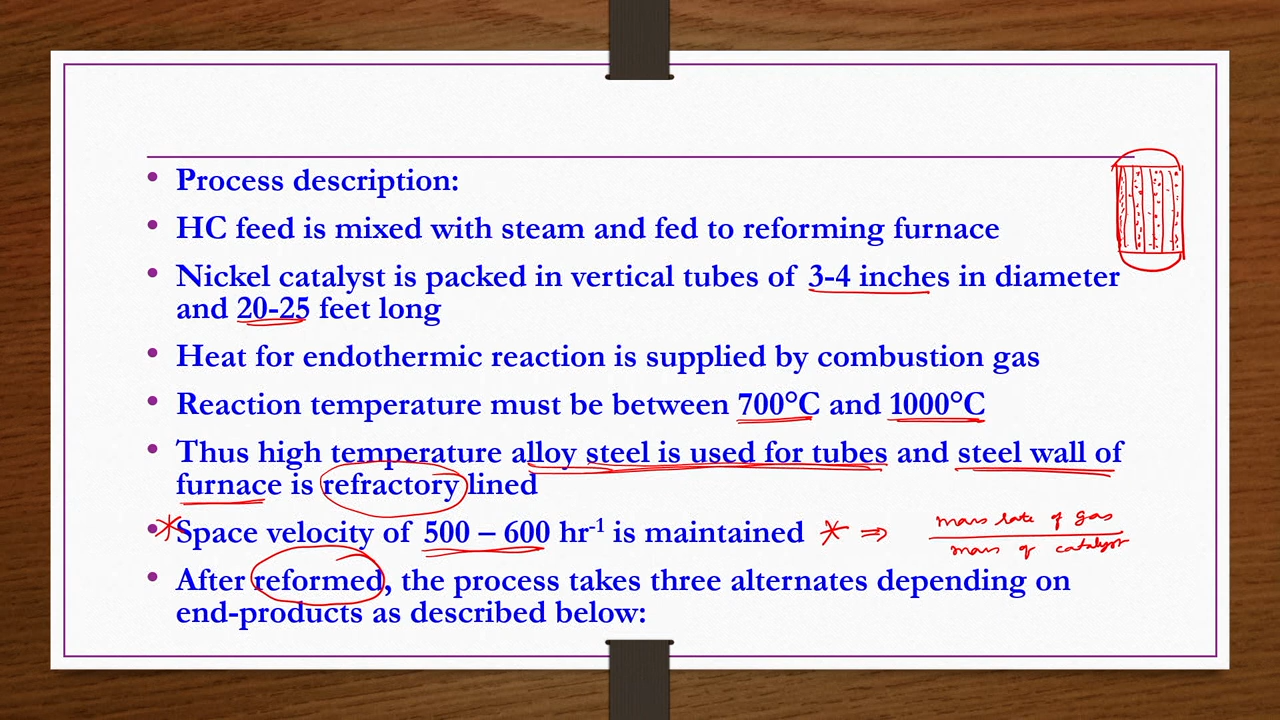 • Process description:
• HC feed is mixed with steam and fed to reforming furnace
• Nickel catalyst is packed in vertical tubes of 3-4 inches in diameter
and 20-25 feet long
• Heat for endothermic reaction is supplied by combustion gas
• Reaction temperature must be between 700°C and 1000°C
• Thus high temperature alloy steel is used for tubes and steel wall of
furnace is refractory lined
• Space velocity of 500 – 600 hr-1 is maintained * ⇒
mass rate of gas
mass of catalyst
• After reformed, the process takes three alternates depending on
end-products as described below: